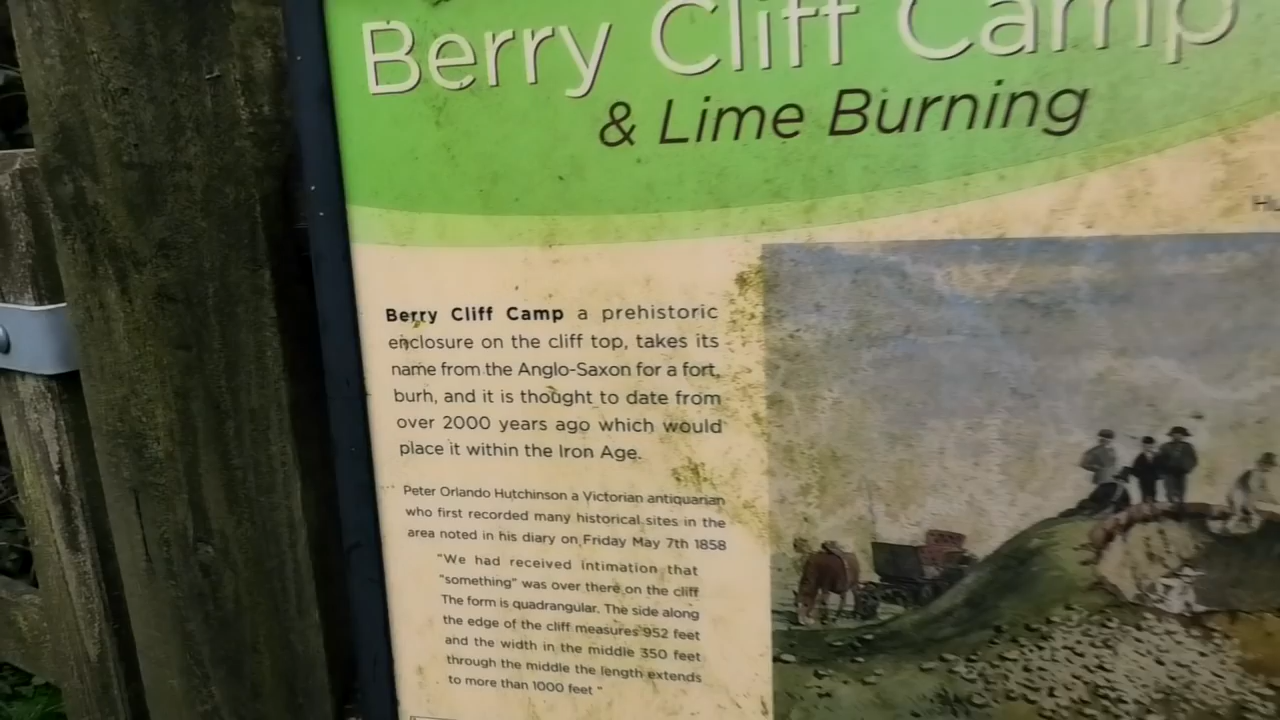 Berry Cliff Camp
& Lime Burning
Berry Cliff Camp a prehistoric
enclosure on the cliff top, takes its
name from the Anglo-Saxon for a fort,
burh, and it is thought to date from
over 2000 years ago which would
place it within the Iron Age.
Peter Orlando Hutchinson a Victorian antiquarian
who first recorded many historical sites in the
area noted in his diary on Friday May 7th 1858
"We had received intimation that
"something" was over there on the cliff
The form is quadrangular. The side along
the edge of the cliff measures 952 feet
and the width in the middle 350 feet
through the middle the length extends
to more than 1000 feet "